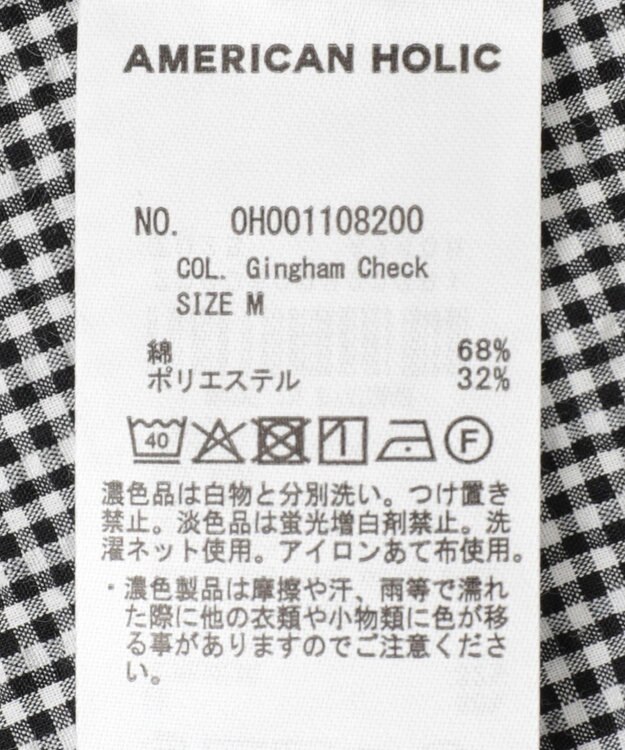 AMERICAN HOLIC
NO. 0H001108200
COL. Gingham Check
SIZE M
綿 68%
ポリエステル 32%
40 F
濃色品は白物と分別洗い。つけ置き
禁止。淡色品は蛍光増白剤禁止。洗
濯ネット使用。アイロンあて布使用。
・濃色製品は摩擦や汗、雨等で濡れ
た際に他の衣類や小物類に色が移
る事がありますのでご注意くださ
い。